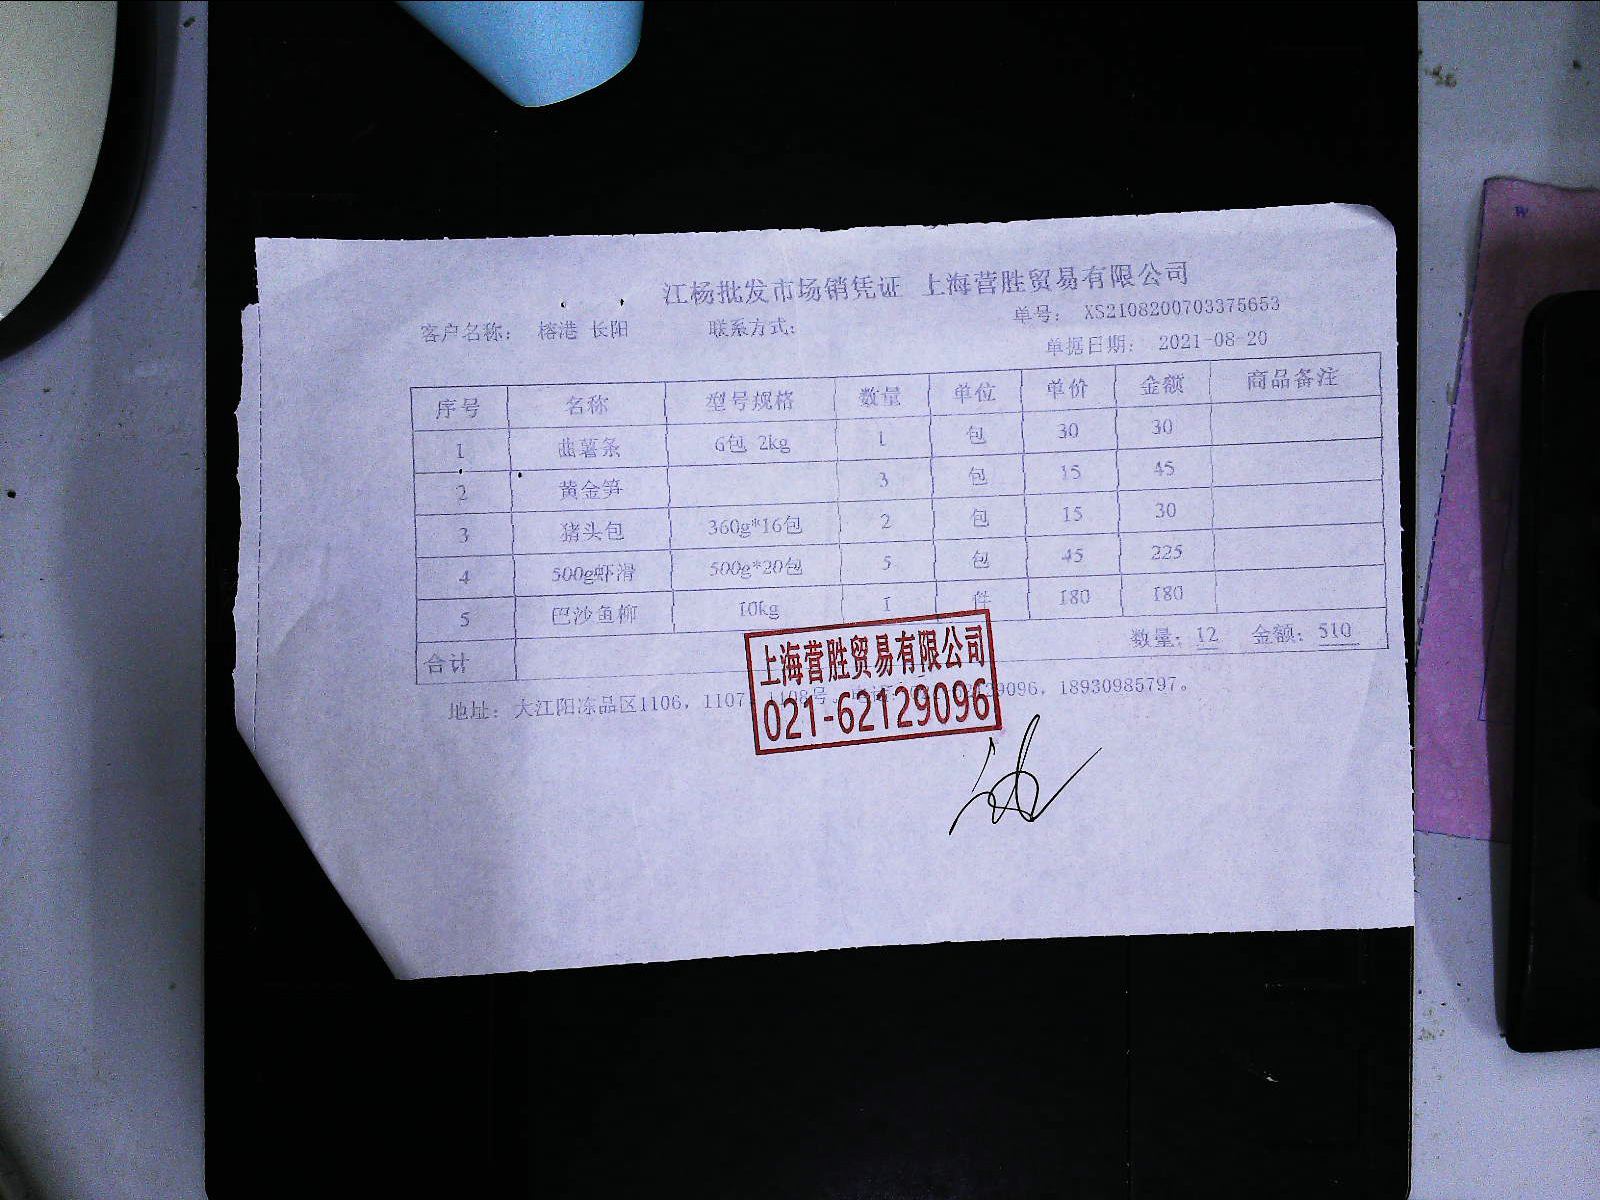 江杨批发市场销凭证 上海营胜贸易有限公司
客户名称： 榕港 长阳 联系方式： 单号： XS2108200703375653
单据日期： 2021-08-20
序号 名称 型号规格 数量 单位 单价 金额 商品备注
1 曲薯条 6包 2kg 1 包 30 30
2 黄金笋 3 包 15 45
3 猪头包 360g*16包 2 包 15 30
4 500g虾滑 500g*20包 5 包 45 225
5 巴沙鱼柳 10kg 1 件 180 180
合计 数量：12 金额：510
地址：大江阳冻品区1106，1107，1108号。 29096，18930985797。
上海营胜贸易有限公司
021-62129096